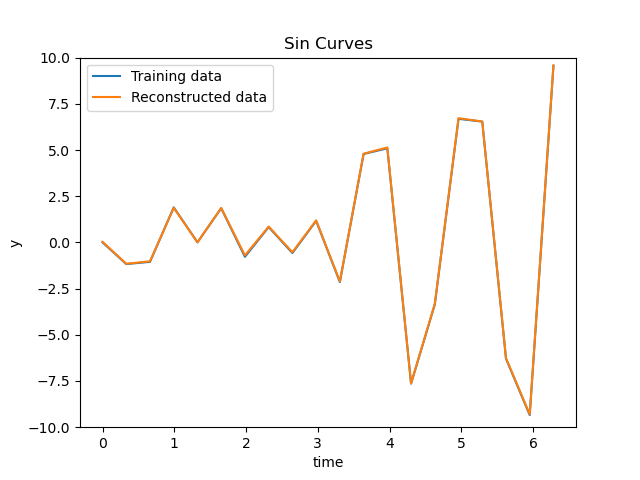 Sin Curves
Training data
Reconstructed data
10.0
7.5
5.0
2.5
0.0
−2.5
−5.0
−7.5
−10.0
y
0 1 2 3 4 5 6
time